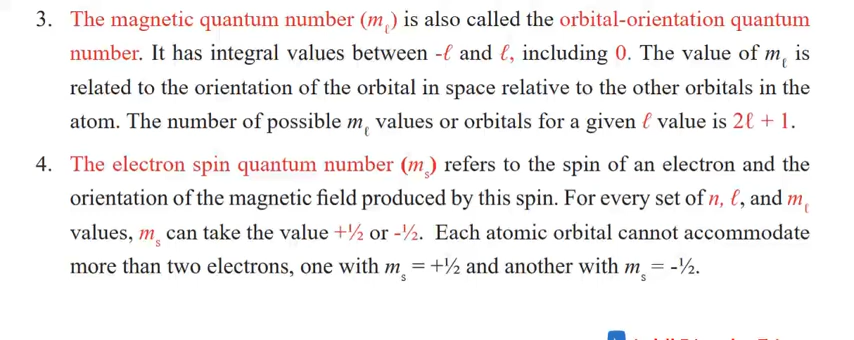 3. The magnetic quantum number (mℓ) is also called the orbital-orientation quantum
number. It has integral values between -ℓ and ℓ, including 0. The value of mℓ is
related to the orientation of the orbital in space relative to the other orbitals in the
atom. The number of possible mℓ values or orbitals for a given ℓ value is 2ℓ + 1.
4. The electron spin quantum number (ms) refers to the spin of an electron and the
orientation of the magnetic field produced by this spin. For every set of n, ℓ, and mℓ
values, ms can take the value +½ or -½. Each atomic orbital cannot accommodate
more than two electrons, one with ms = +½ and another with ms = -½.